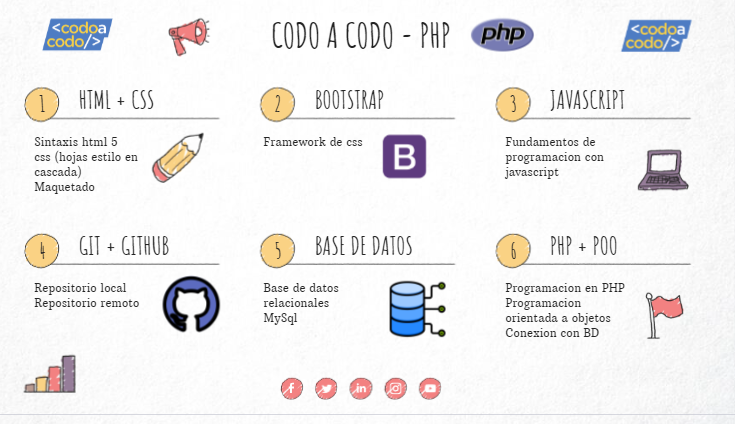 <codoa
codo/>
CODO A CODO - PHP
php
<codoa
codo/>
1 HTML + CSS
Sintaxis html 5
css (hojas estilo en
cascada)
Maquetado
2 BOOTSTRAP
Framework de css
B
3 JAVASCRIPT
Fundamentos de
programacion con
javascript
4 GIT + GITHUB
Repositorio local
Repositorio remoto
5 BASE DE DATOS
Base de datos
relacionales
MySql
6 PHP + POO
Programacion en PHP
Programacion
orientada a objetos
Conexion con BD